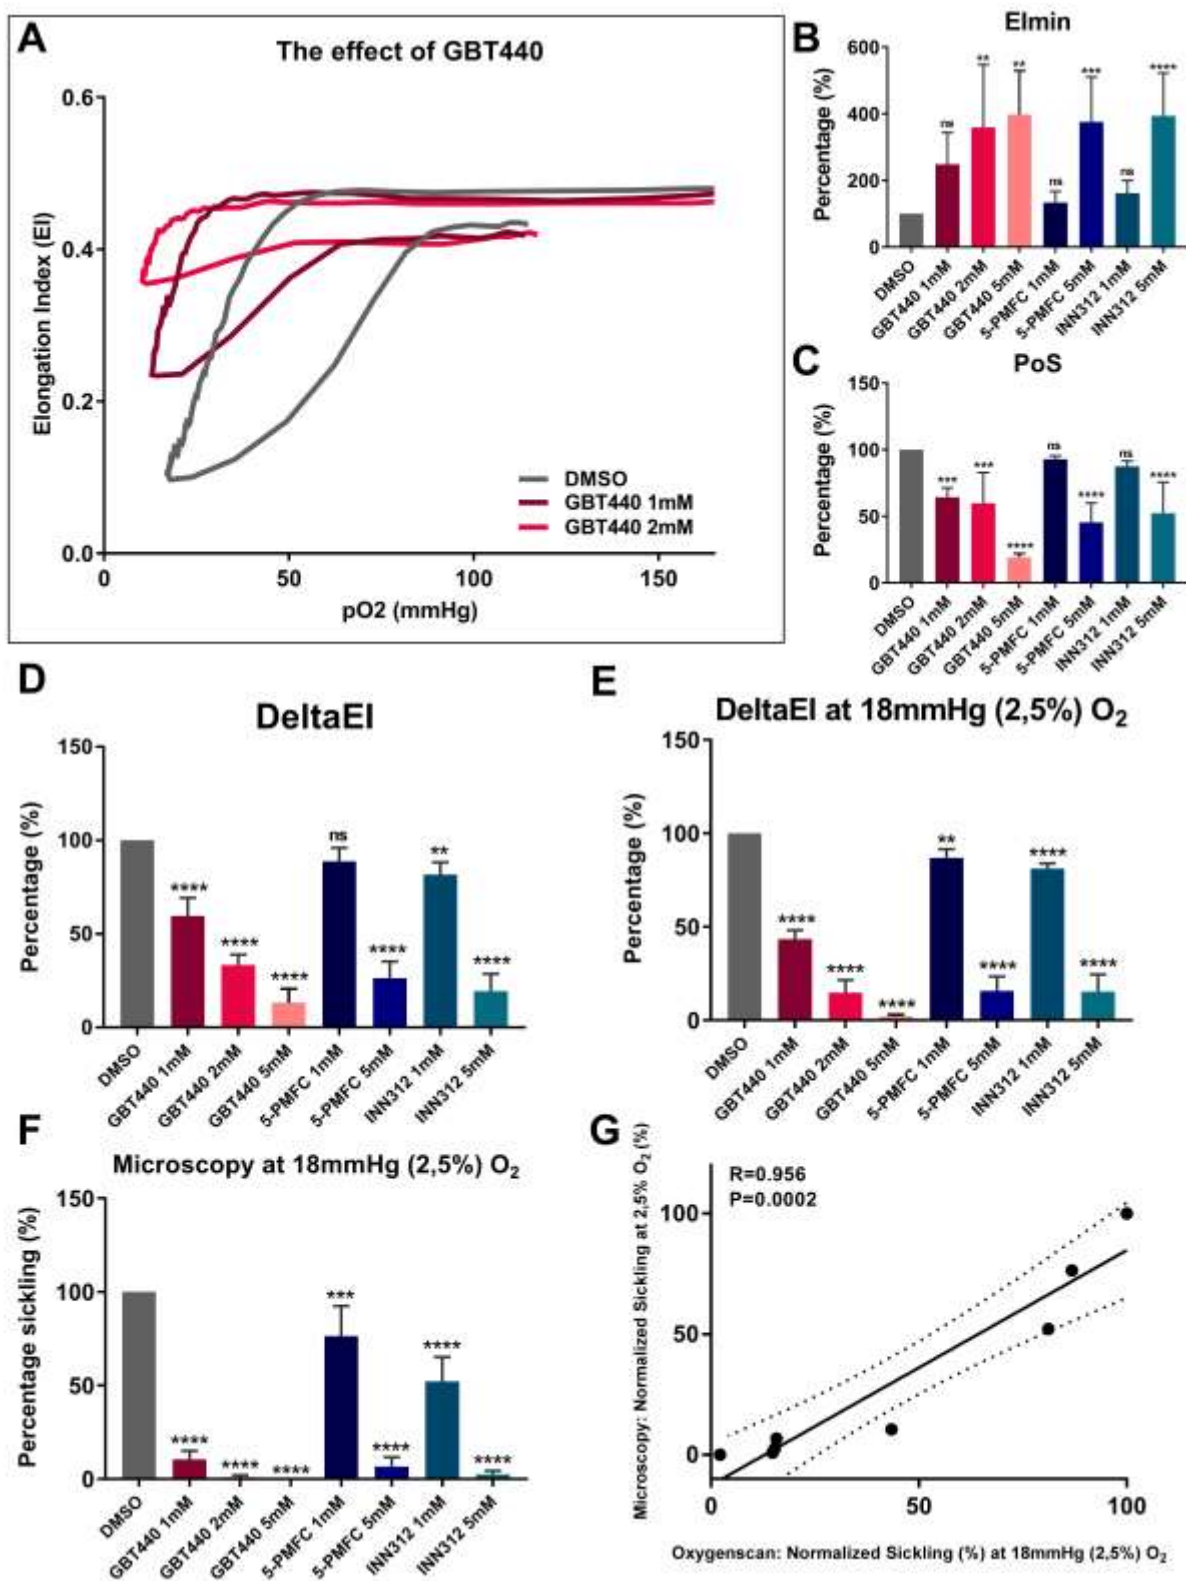 A
The effect of GBT440
0.6
0.4
0.2
0.0
Elongation Index (EI)
0
50
100
150
pO2 (mmHg)
DMSO
GBT440 1mM
GBT440 2mM
B
EImin
Percentage (%)
600
400
200
0
ns
**
**
ns
***
ns
****
DMSO
GBT440 1mM
GBT440 2mM
GBT440 5mM
5-PMFC 1mM
5-PMFC 5mM
INN312 1mM
INN312 5mM
C
PoS
Percentage (%)
150
100
50
0
***
***
****
ns
****
ns
****
DMSO
GBT440 1mM
GBT440 2mM
GBT440 5mM
5-PMFC 1mM
5-PMFC 5mM
INN312 1mM
INN312 5mM
D
DeltaEI
Percentage (%)
150
100
50
0
****
****
****
ns
****
**
****
DMSO
GBT440 1mM
GBT440 2mM
GBT440 5mM
5-PMFC 1mM
5-PMFC 5mM
INN312 1mM
INN312 5mM
E
DeltaEI at 18mmHg (2,5%) O₂
Percentage (%)
150
100
50
0
****
****
****
**
****
****
****
DMSO
GBT440 1mM
GBT440 2mM
GBT440 5mM
5-PMFC 1mM
5-PMFC 5mM
INN312 1mM
INN312 5mM
F
Microscopy at 18mmHg (2,5%) O₂
Percentage sickling (%)
150
100
50
0
****
****
****
***
****
****
****
DMSO
GBT440 1mM
GBT440 2mM
GBT440 5mM
5-PMFC 1mM
5-PMFC 5mM
INN312 1mM
INN312 5mM
G
Microscopy: Normalized Sickling at 2,5% O₂ (%)
R=0.956
P=0.0002
100
50
0
0
50
100
Oxygenscan: Normalized Sickling (%) at 18mmHg (2,5%) O₂